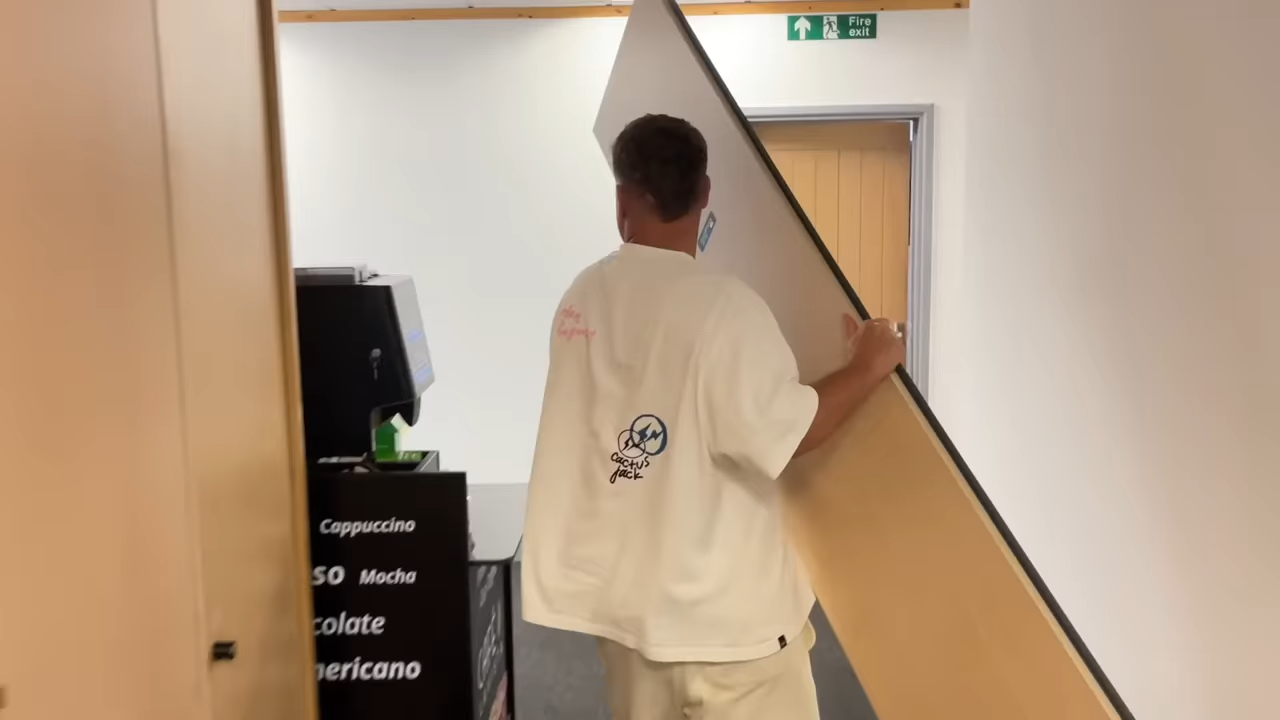 Fire
exit
cactus
jack
Cappuccino
so Mocha
colate
nericano